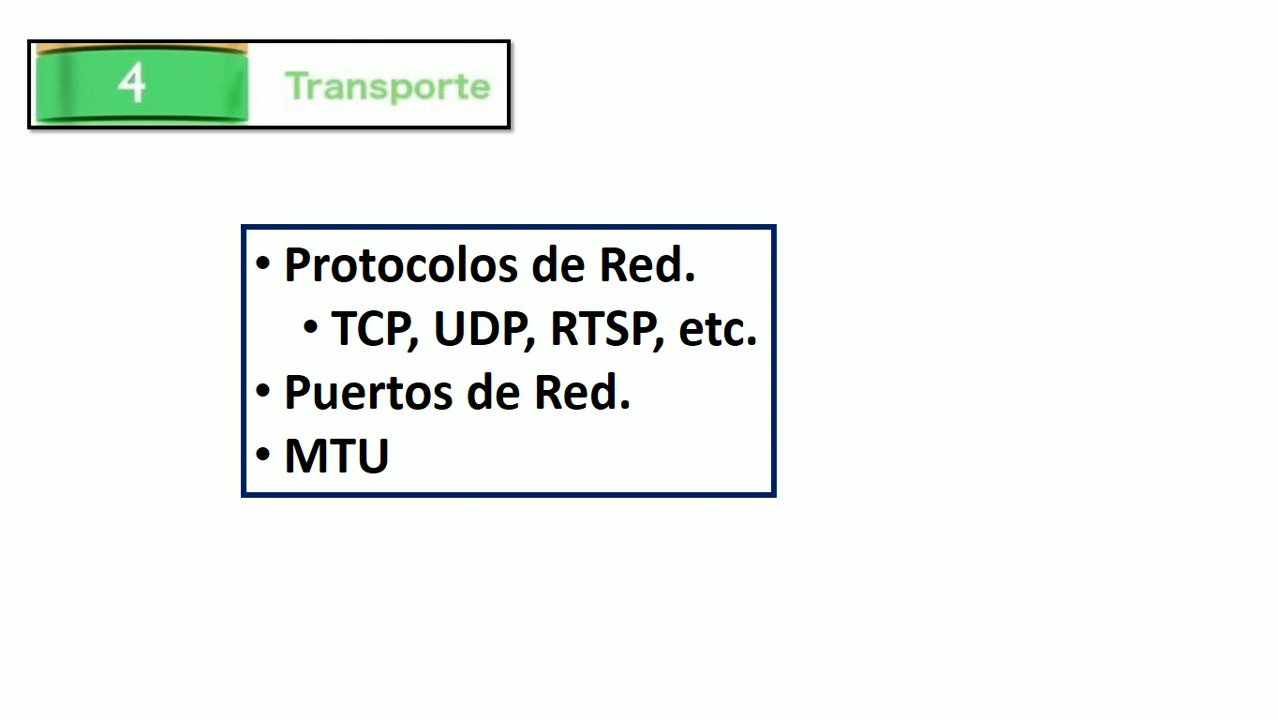 4 Transporte
• Protocolos de Red.
• TCP, UDP, RTSP, etc.
• Puertos de Red.
• MTU